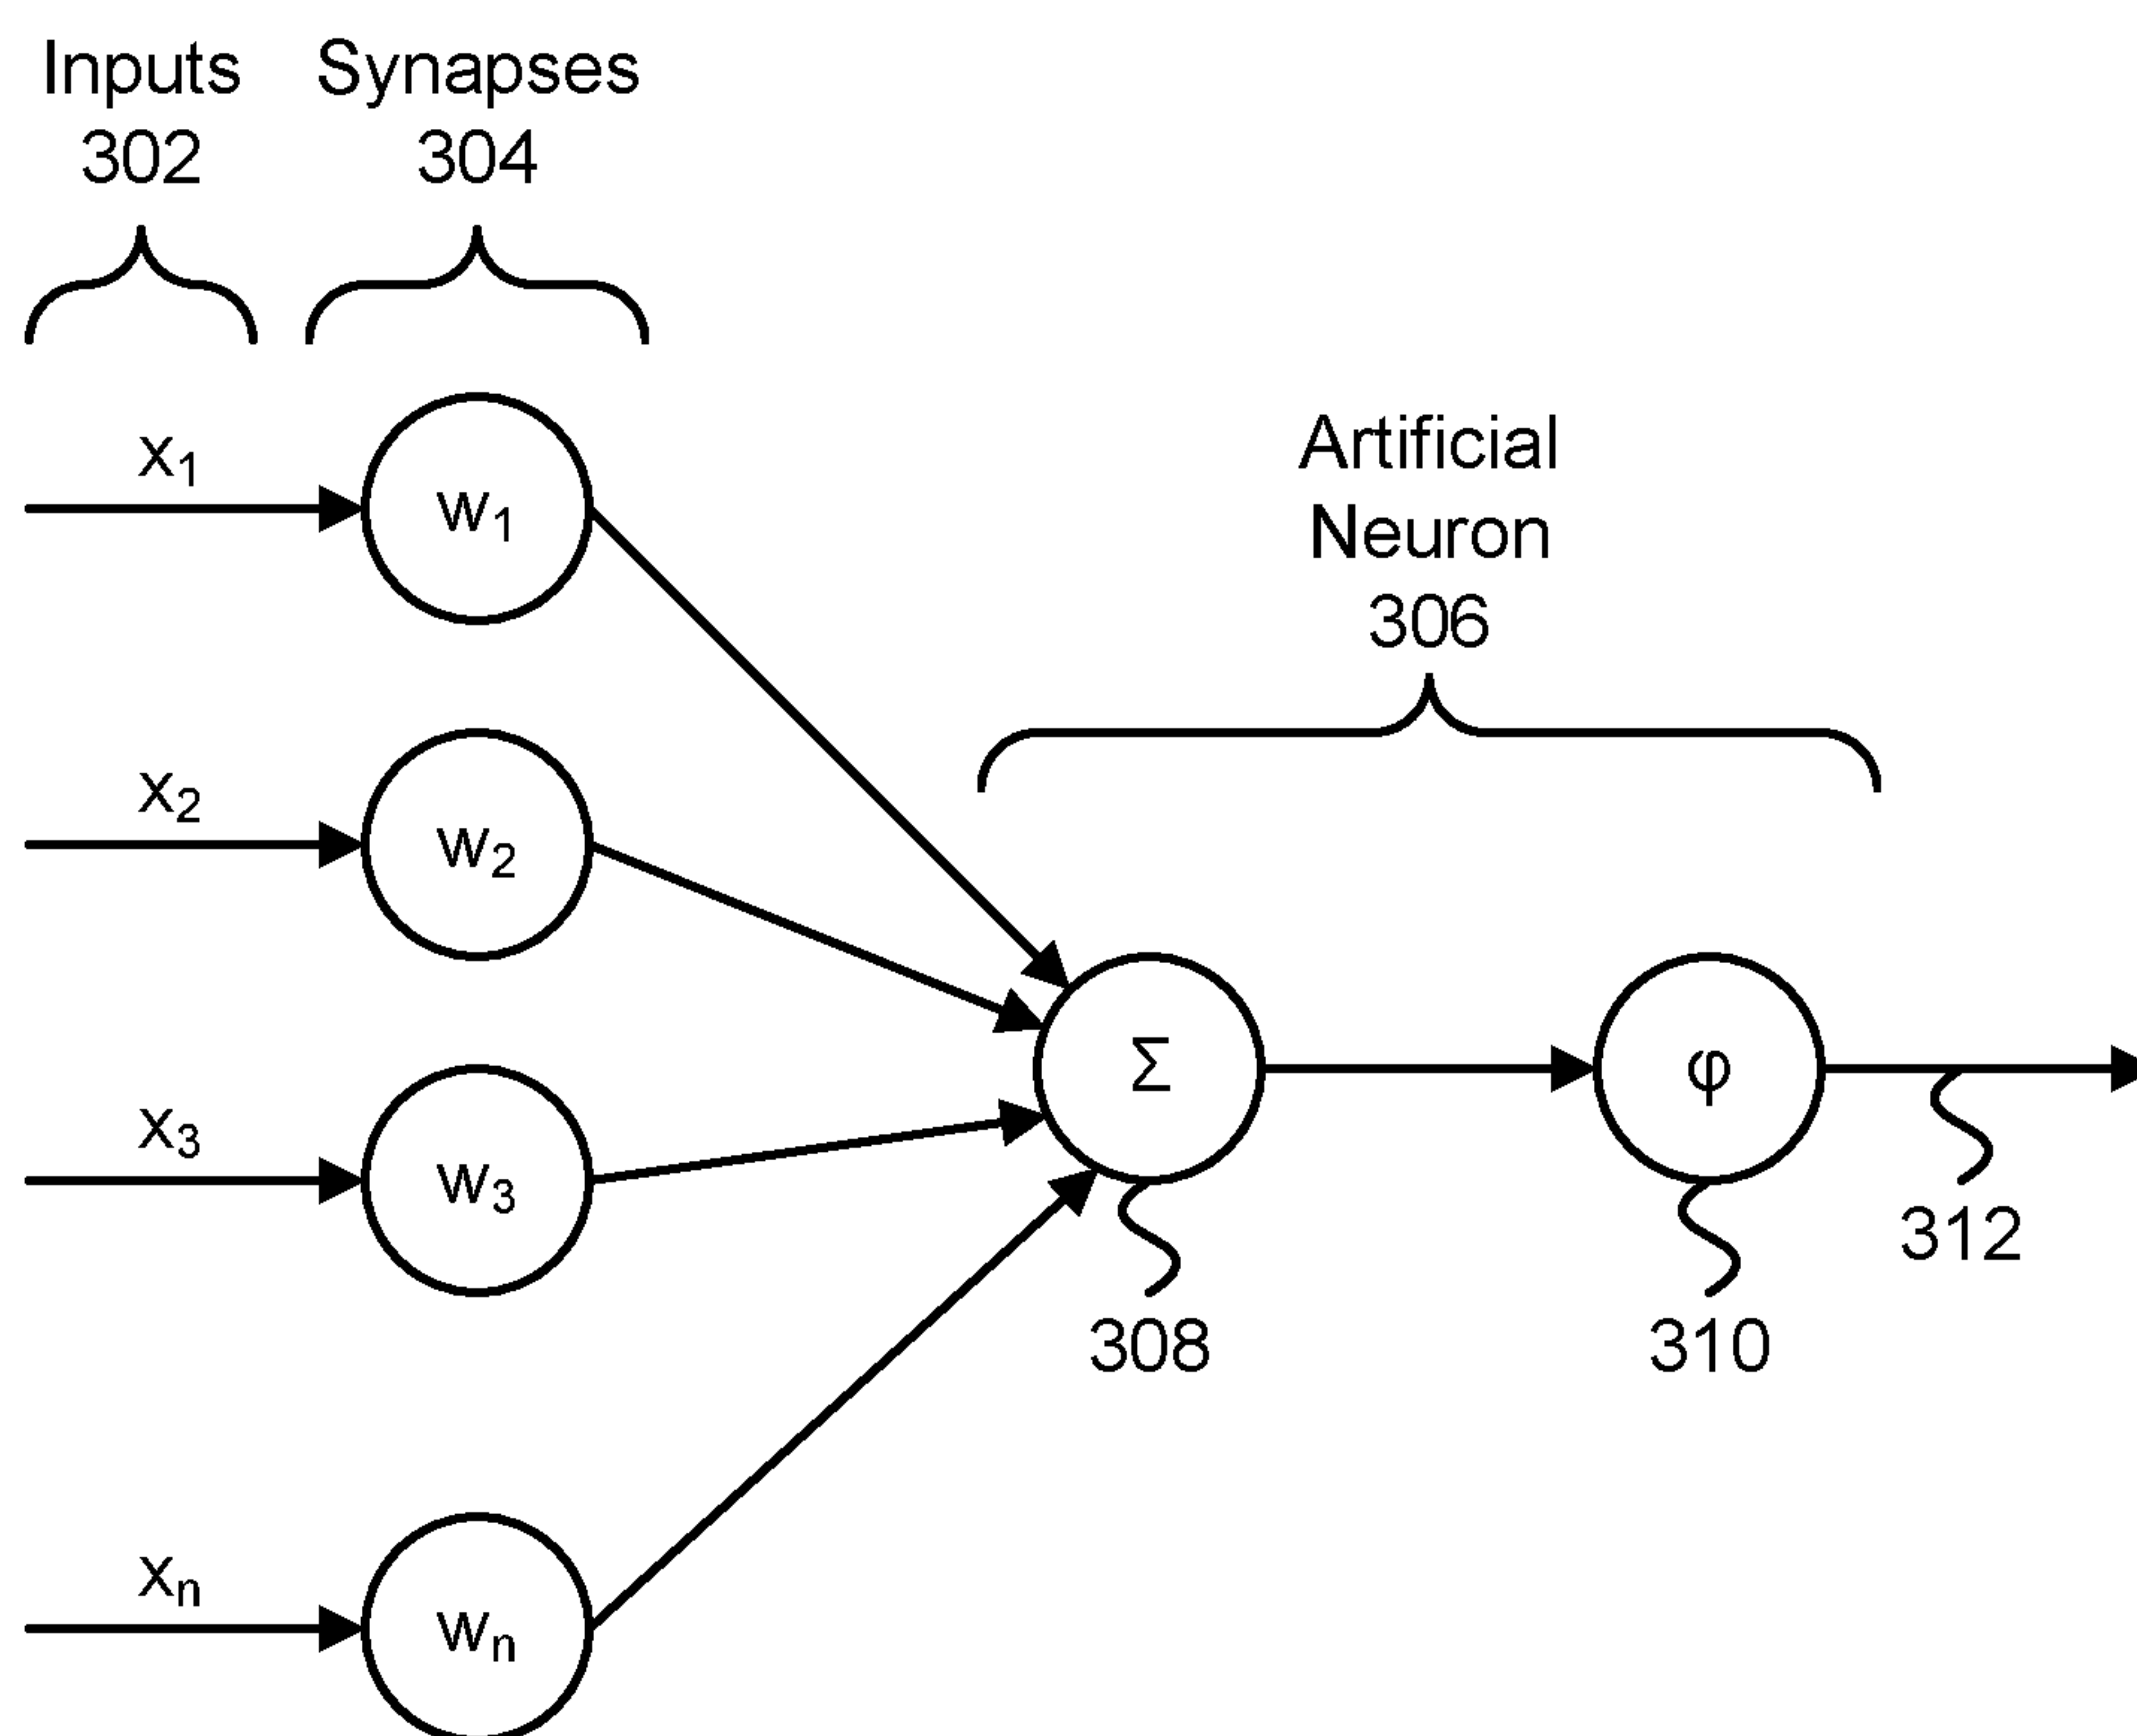 Inputs
302
Synapses
304
x₁
w₁
Artificial
Neuron
306
x₂
w₂
x₃
w₃
Σ
φ
308
310
312
xₙ
wₙ